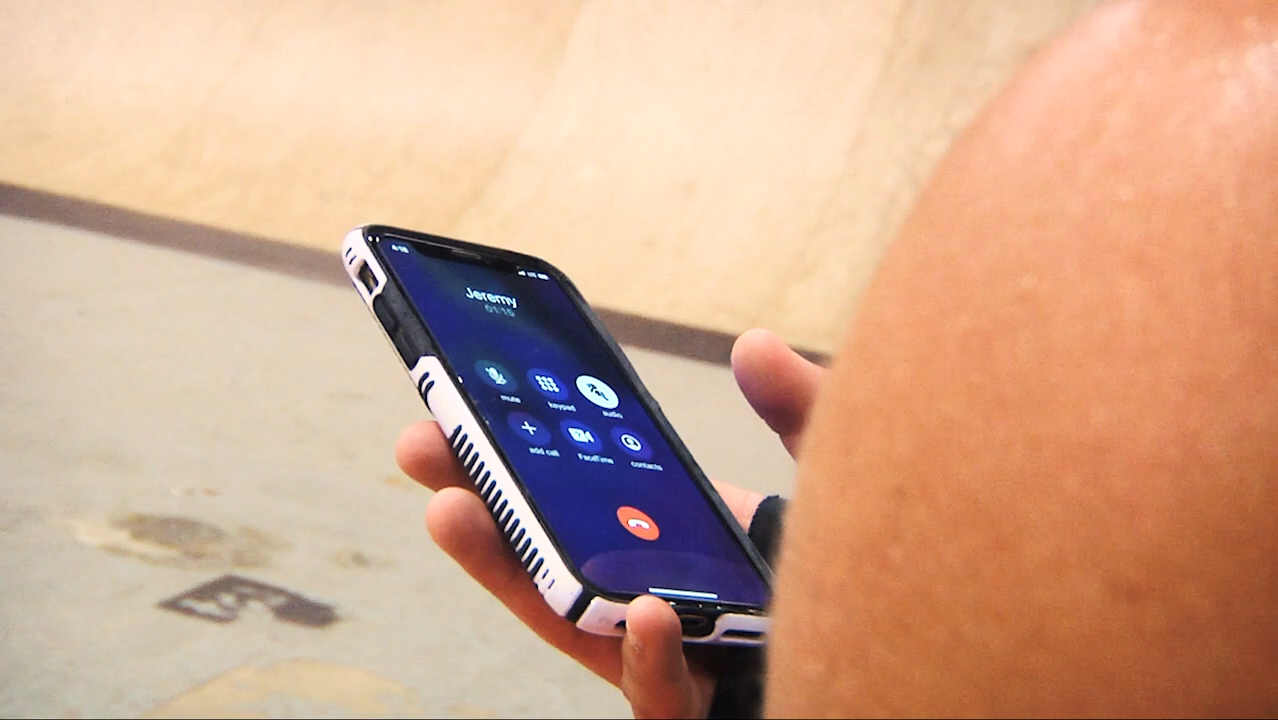 Jeremy
01:15
mute
keypad
audio
add call
FaceTime
contacts